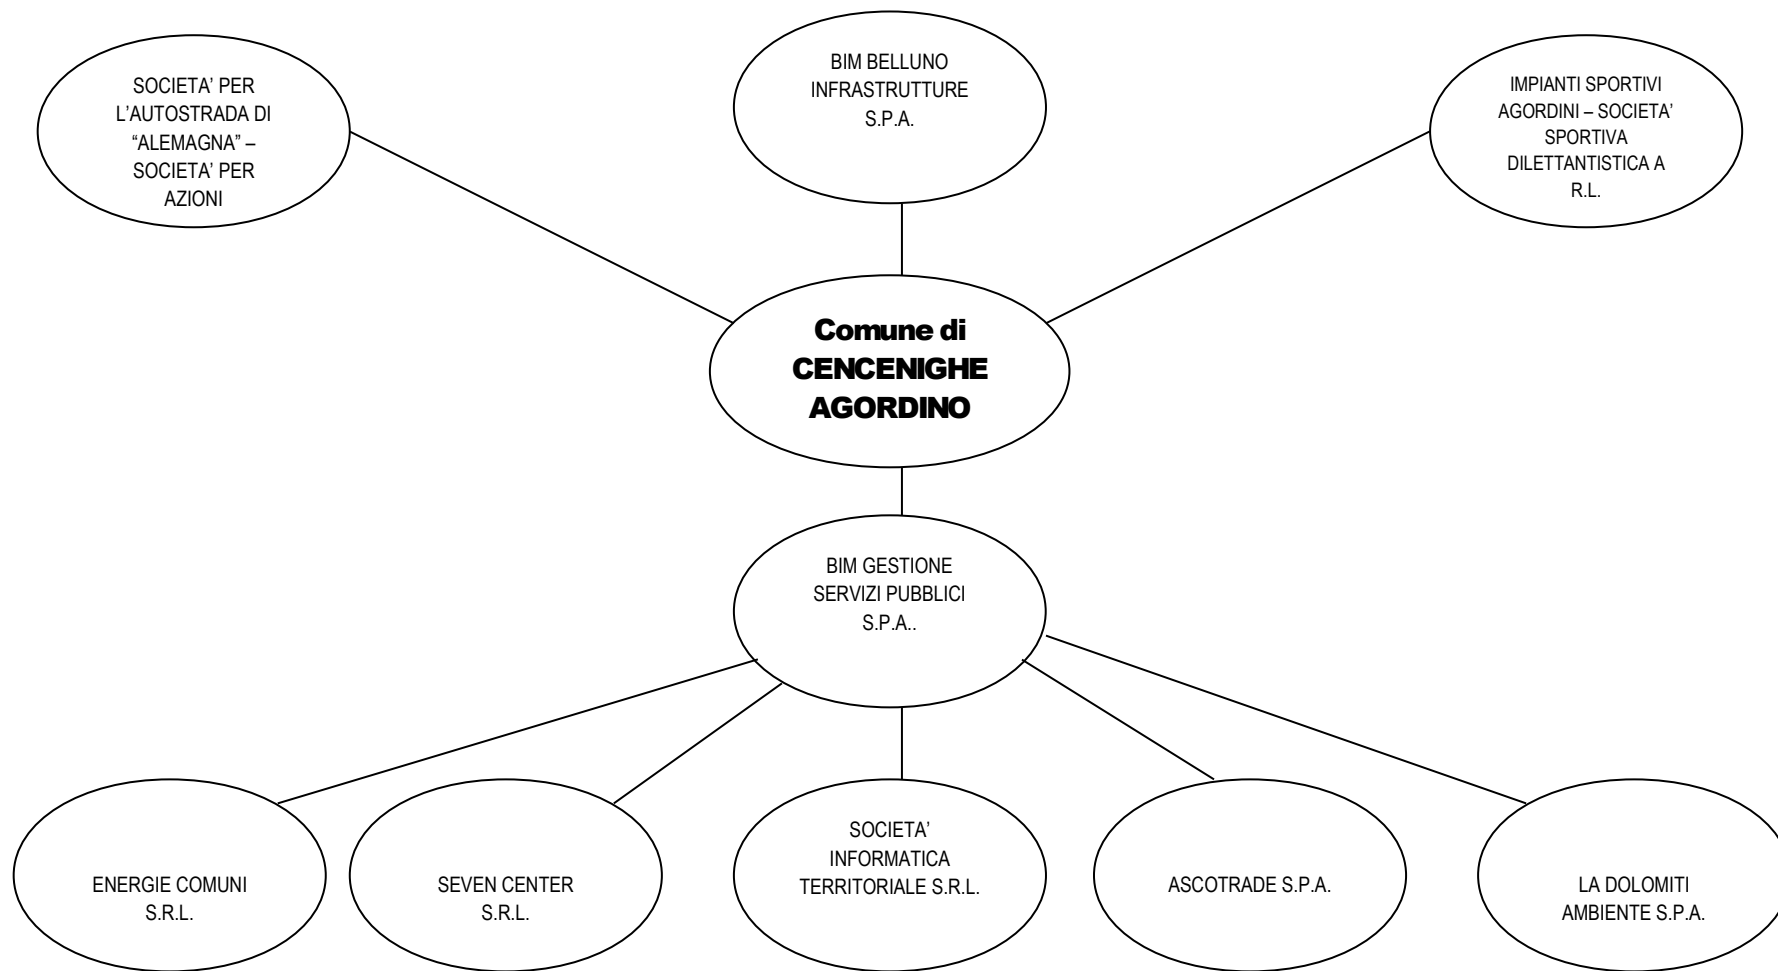 SOCIETA’ PER
L’AUTOSTRADA DI
“ALEMAGNA” –
SOCIETA’ PER
AZIONI
BIM BELLUNO
INFRASTRUTTURE
S.P.A.
IMPIANTI SPORTIVI
AGORDINI – SOCIETA’
SPORTIVA
DILETTANTISTICA A
R.L.
Comune di
CENCENIGHE
AGORDINO
BIM GESTIONE
SERVIZI PUBBLICI
S.P.A..
ENERGIE COMUNI
S.R.L.
SEVEN CENTER
S.R.L.
SOCIETA’
INFORMATICA
TERRITORIALE S.R.L.
ASCOTRADE S.P.A.
LA DOLOMITI
AMBIENTE S.P.A.